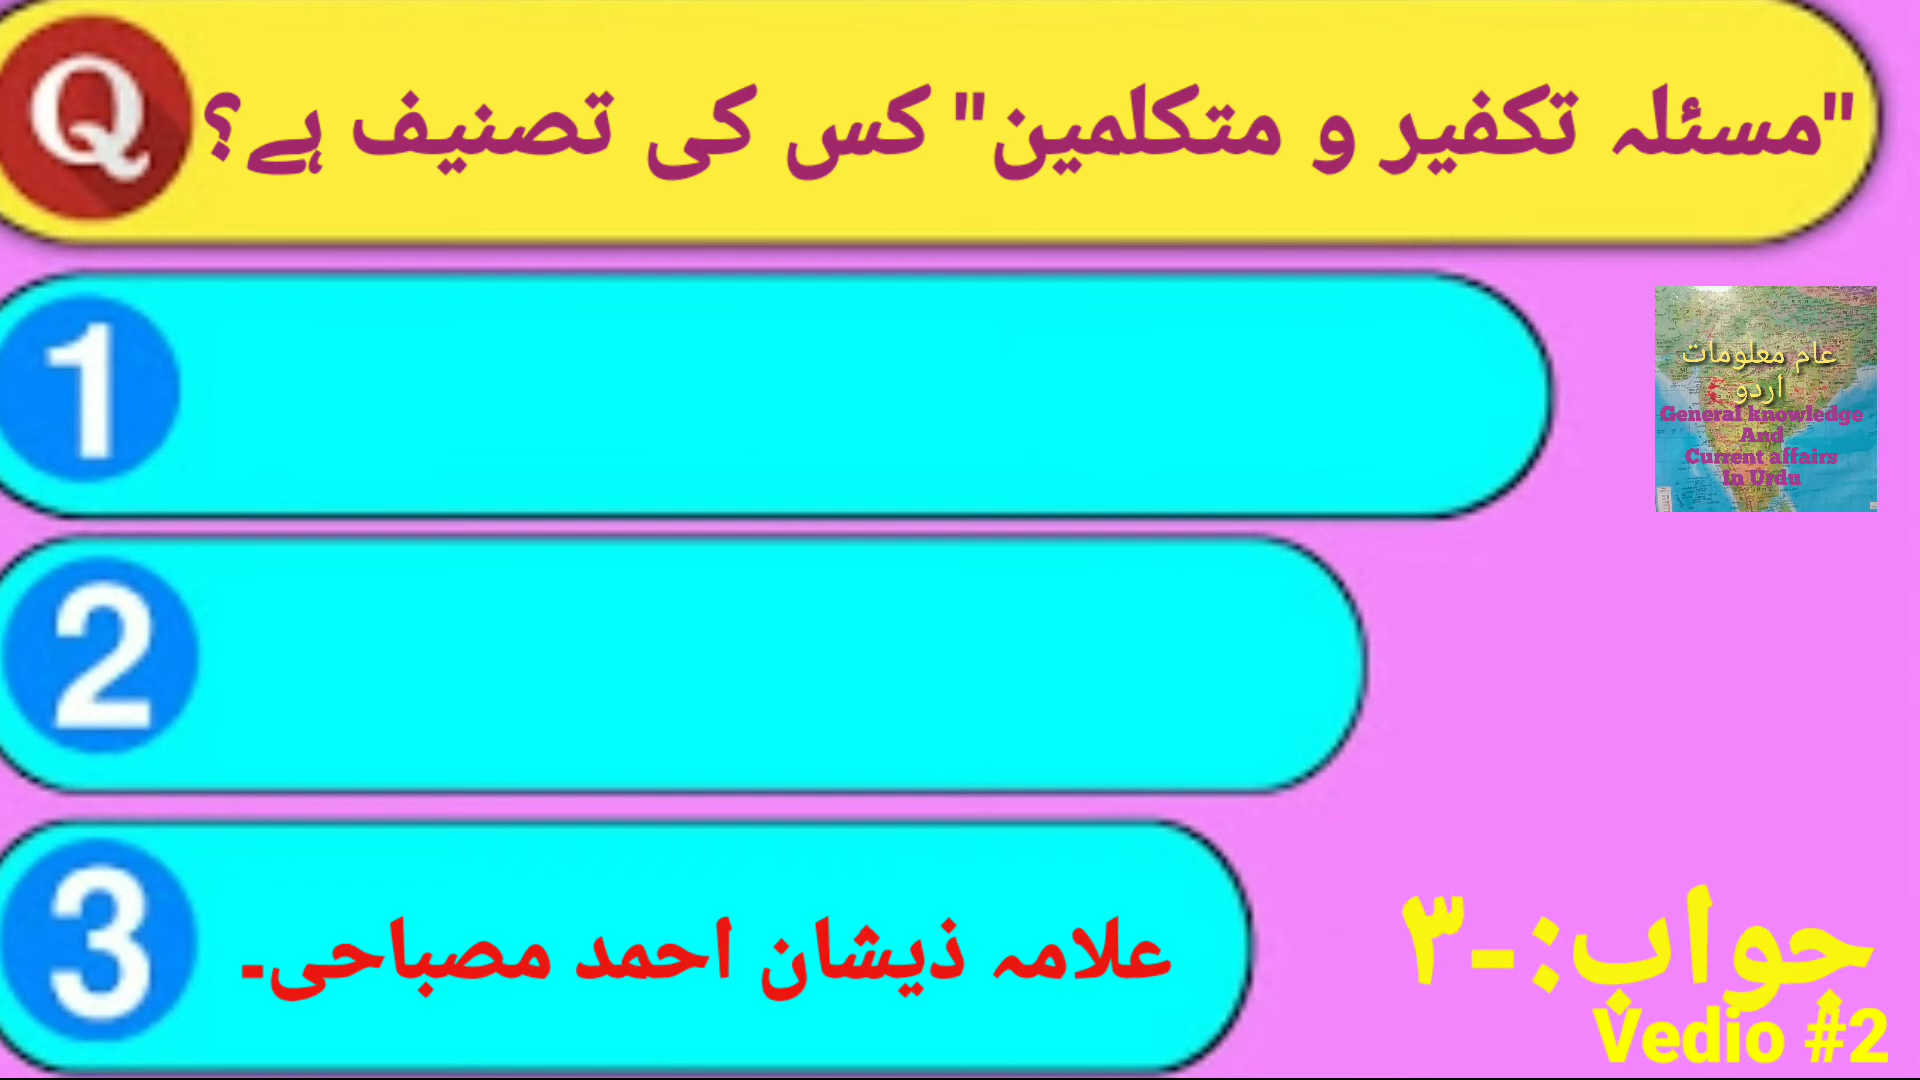 Q
"مسئلہ تکفیر و متکلمین" کس کی تصنیف ہے؟
1
عام معلومات
اردو
General knowledge
And
Current affairs
In Urdu
2
3
علامہ ذیشان احمد مصباحی۔
جواب:۔۳
Vedio #2